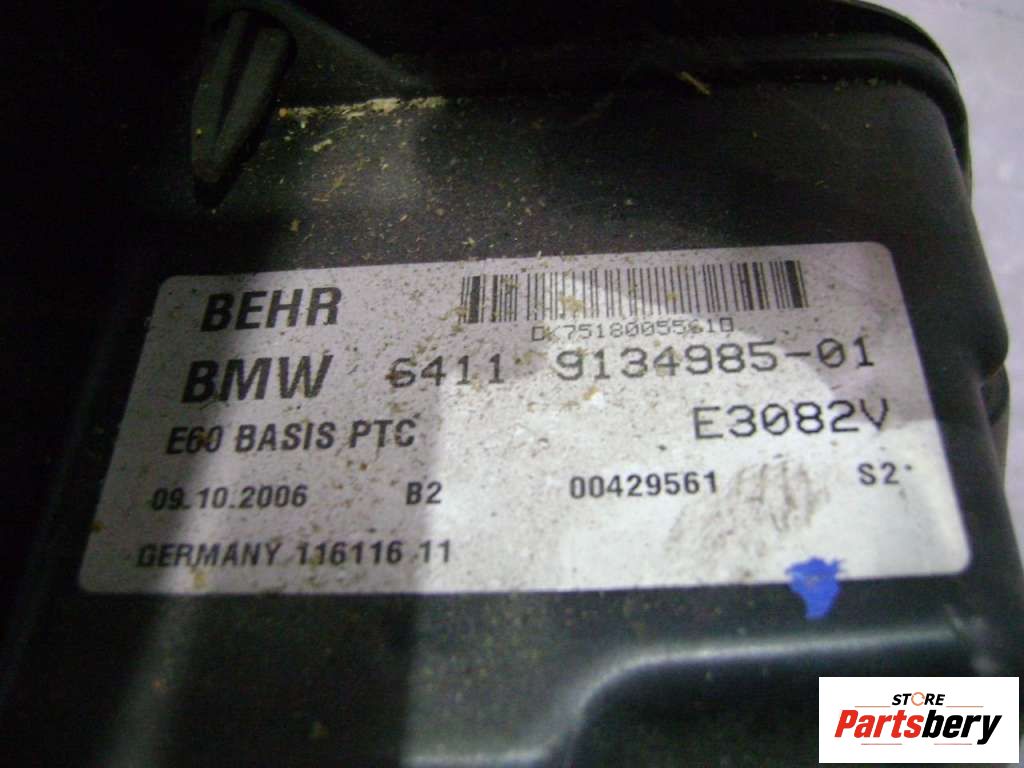 BEHR
DK75180055610
BMW 6411 9134985-01
E60 BASIS PTC E3082V
09.10.2006 B2 00429561 S2
GERMANY 116116 11
STORE
Partsbery